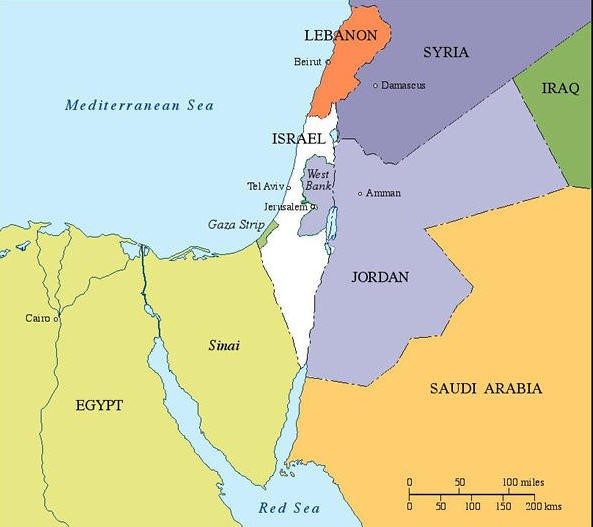 LEBANON
SYRIA
Beirut
Damascus
IRAQ
Mediterranean Sea
ISRAEL
West
Bank
Tel Aviv
Amman
Jerusalem
Gaza Strip
JORDAN
Cairo
Sinai
SAUDI ARABIA
EGYPT
0 50 100 miles
0 50 100 150 200 kms
Red Sea